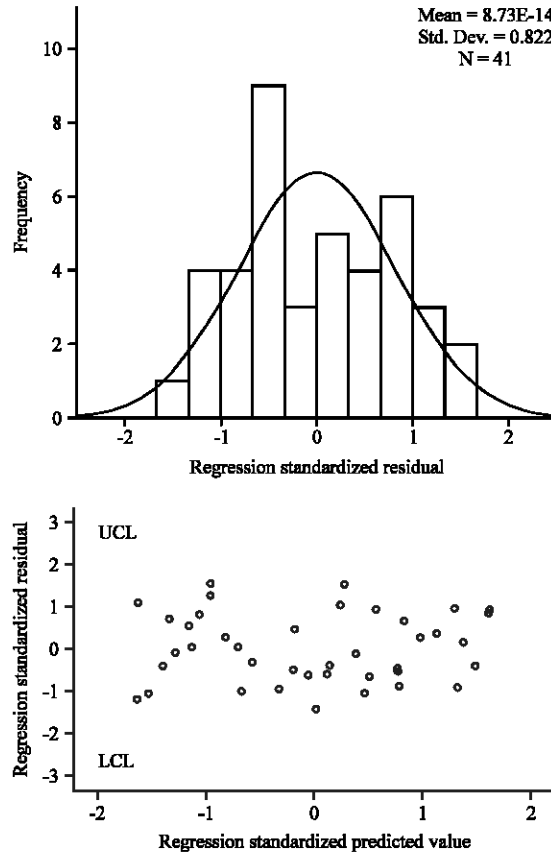 Mean = 8.73E-14
Std. Dev. = 0.822
N = 41
10
8
6
4
2
0
Frequency
-2 -1 0 1 2
Regression standardized residual
3
2
1
0
-1
-2
-3
UCL
LCL
Regression standardized residual
-2 -1 0 1 2
Regression standardized predicted value